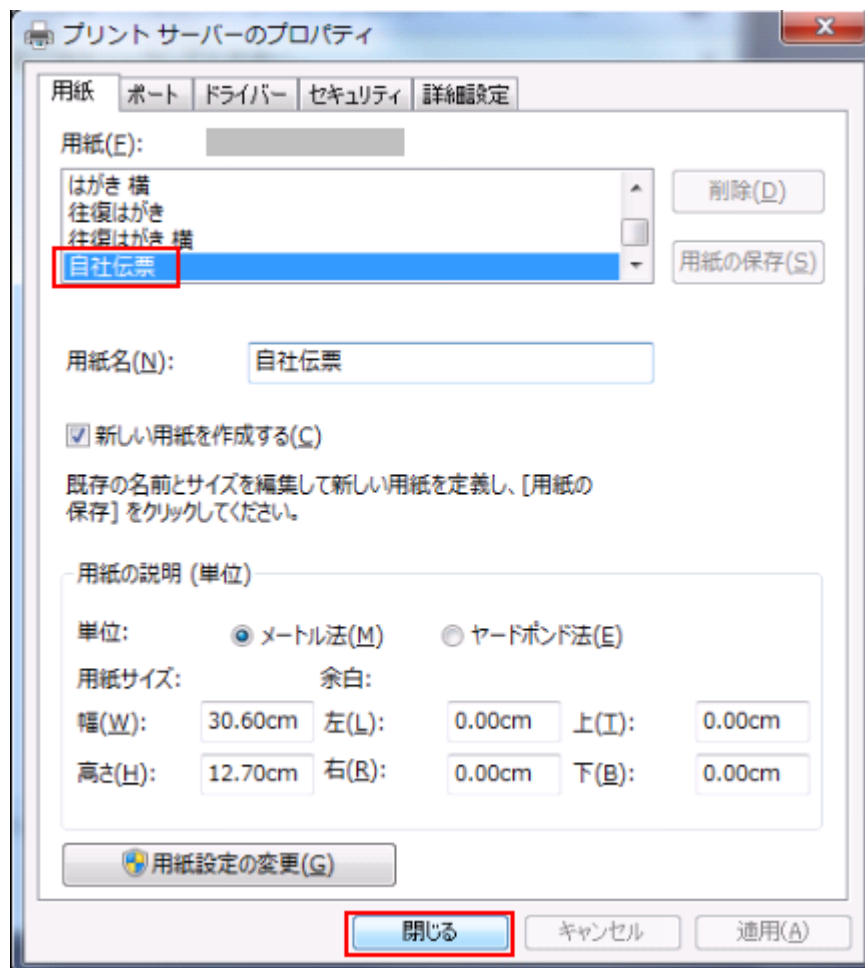 プリント サーバーのプロパティ
用紙 ポート ドライバー セキュリティ 詳細設定
用紙(F):
はがき 横
往復はがき
往復はがき 横
自社伝票
削除(D)
用紙の保存(S)
用紙名(N): 自社伝票
新しい用紙を作成する(C)
既存の名前とサイズを編集して新しい用紙を定義し、[用紙の
保存] をクリックしてください。
用紙の説明 (単位)
単位: メートル法(M) ヤードポンド法(E)
用紙サイズ: 余白:
幅(W): 30.60cm 左(L): 0.00cm 上(T): 0.00cm
高さ(H): 12.70cm 右(R): 0.00cm 下(B): 0.00cm
用紙設定の変更(G)
閉じる キャンセル 適用(A)